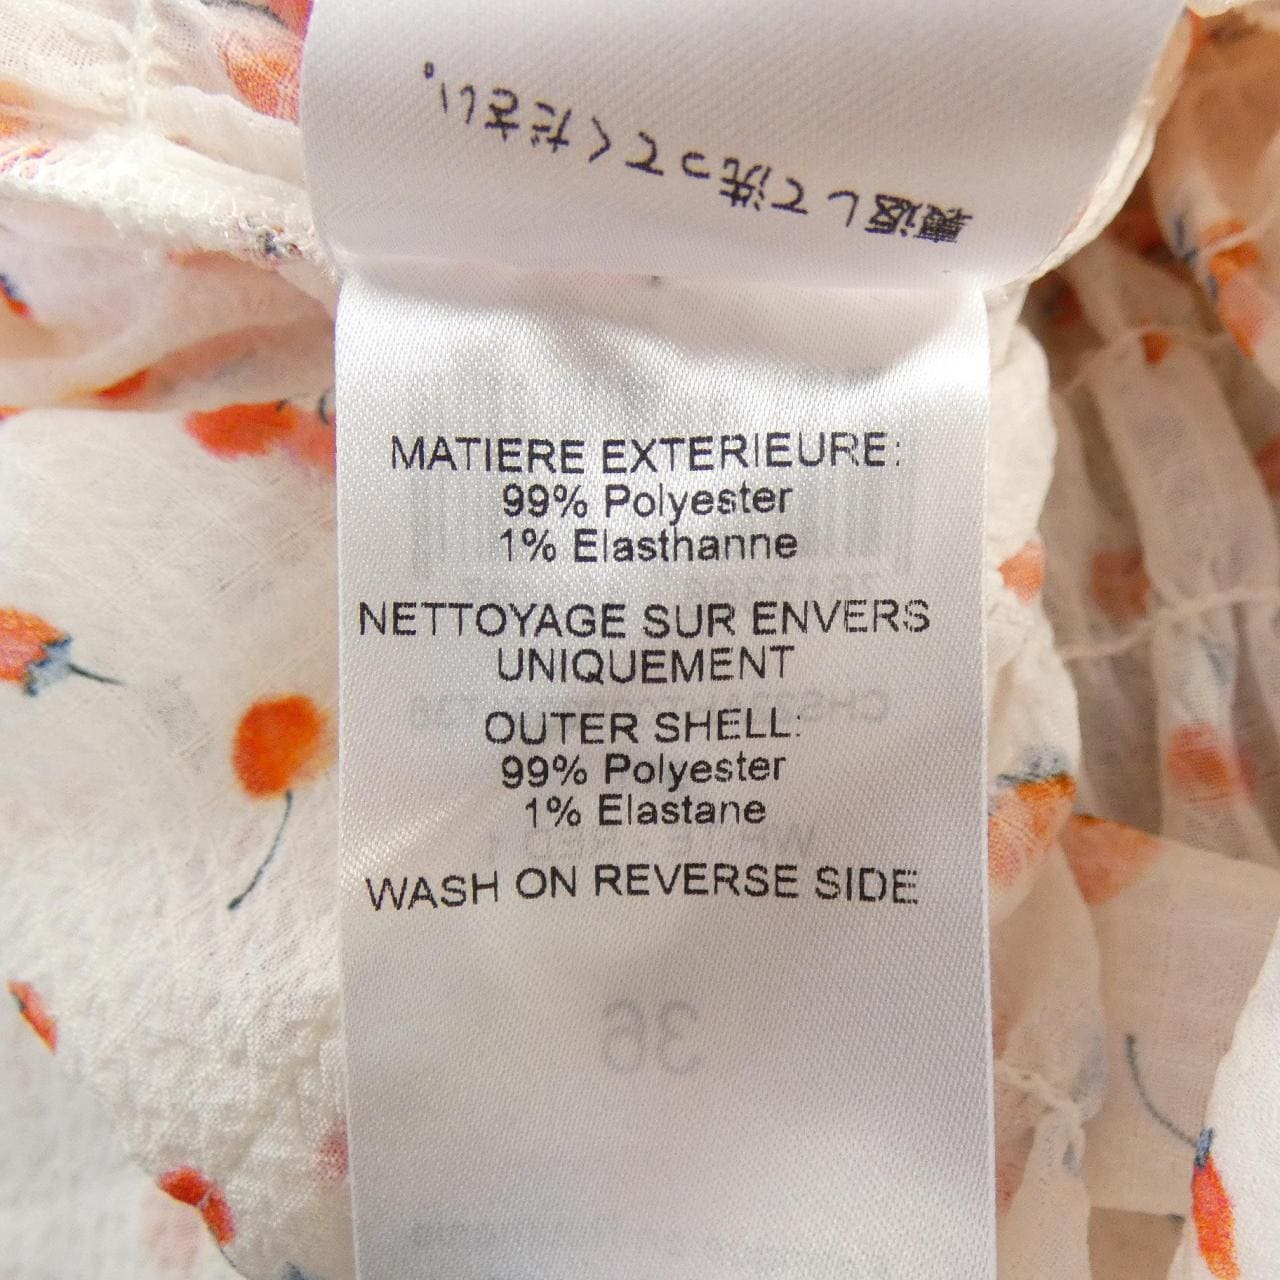 裏返して洗ってください。
MATIERE EXTERIEURE:
99% Polyester
1% Elasthanne
NETTOYAGE SUR ENVERS
UNIQUEMENT
OUTER SHELL:
99% Polyester
1% Elastane
WASH ON REVERSE SIDE
36